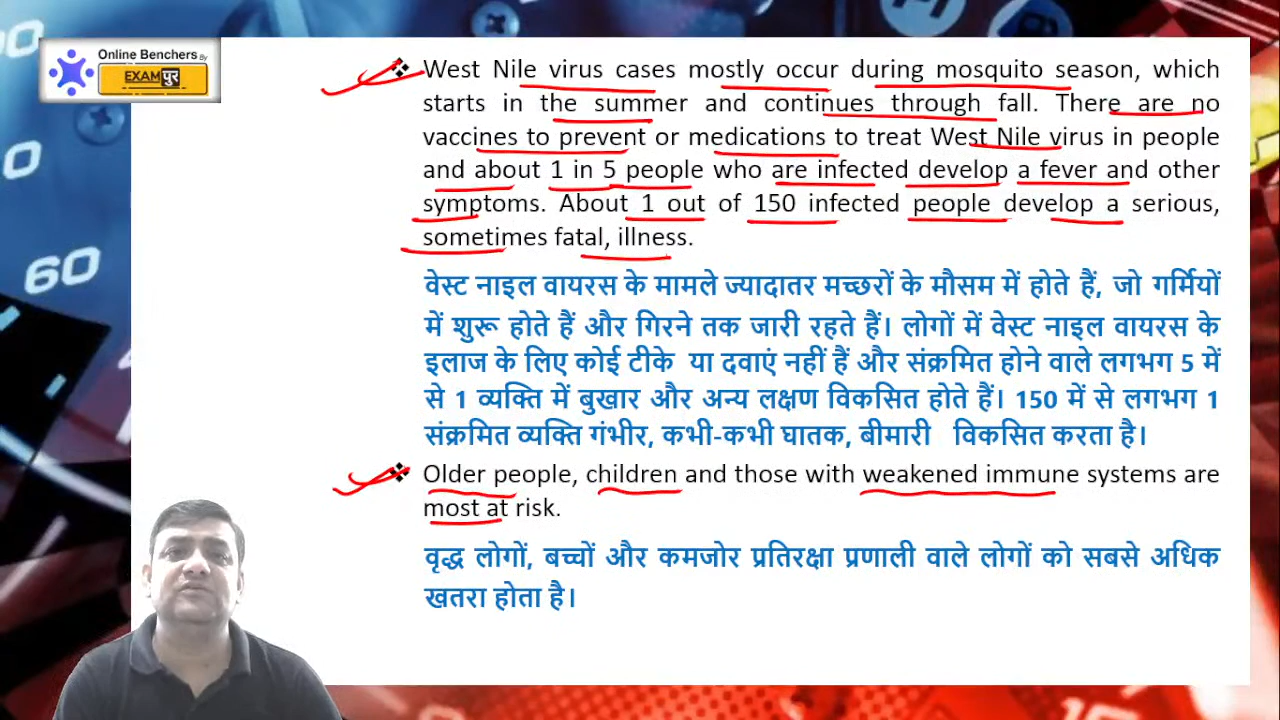 Online Benchers By
EXAMपुर
❖ West Nile virus cases mostly occur during mosquito season, which
starts in the summer and continues through fall. There are no
vaccines to prevent or medications to treat West Nile virus in people
and about 1 in 5 people who are infected develop a fever and other
symptoms. About 1 out of 150 infected people develop a serious,
sometimes fatal, illness.
वेस्ट नाइल वायरस के मामले ज्यादातर मच्छरों के मौसम में होते हैं, जो गर्मियों
में शुरू होते हैं और गिरने तक जारी रहते हैं। लोगों में वेस्ट नाइल वायरस के
इलाज के लिए कोई टीके या दवाएं नहीं हैं और संक्रमित होने वाले लगभग 5 में
से 1 व्यक्ति में बुखार और अन्य लक्षण विकसित होते हैं। 150 में से लगभग 1
संक्रमित व्यक्ति गंभीर, कभी-कभी घातक, बीमारी विकसित करता है।
❖ Older people, children and those with weakened immune systems are
most at risk.
वृद्ध लोगों, बच्चों और कमजोर प्रतिरक्षा प्रणाली वाले लोगों को सबसे अधिक
खतरा होता है।
60